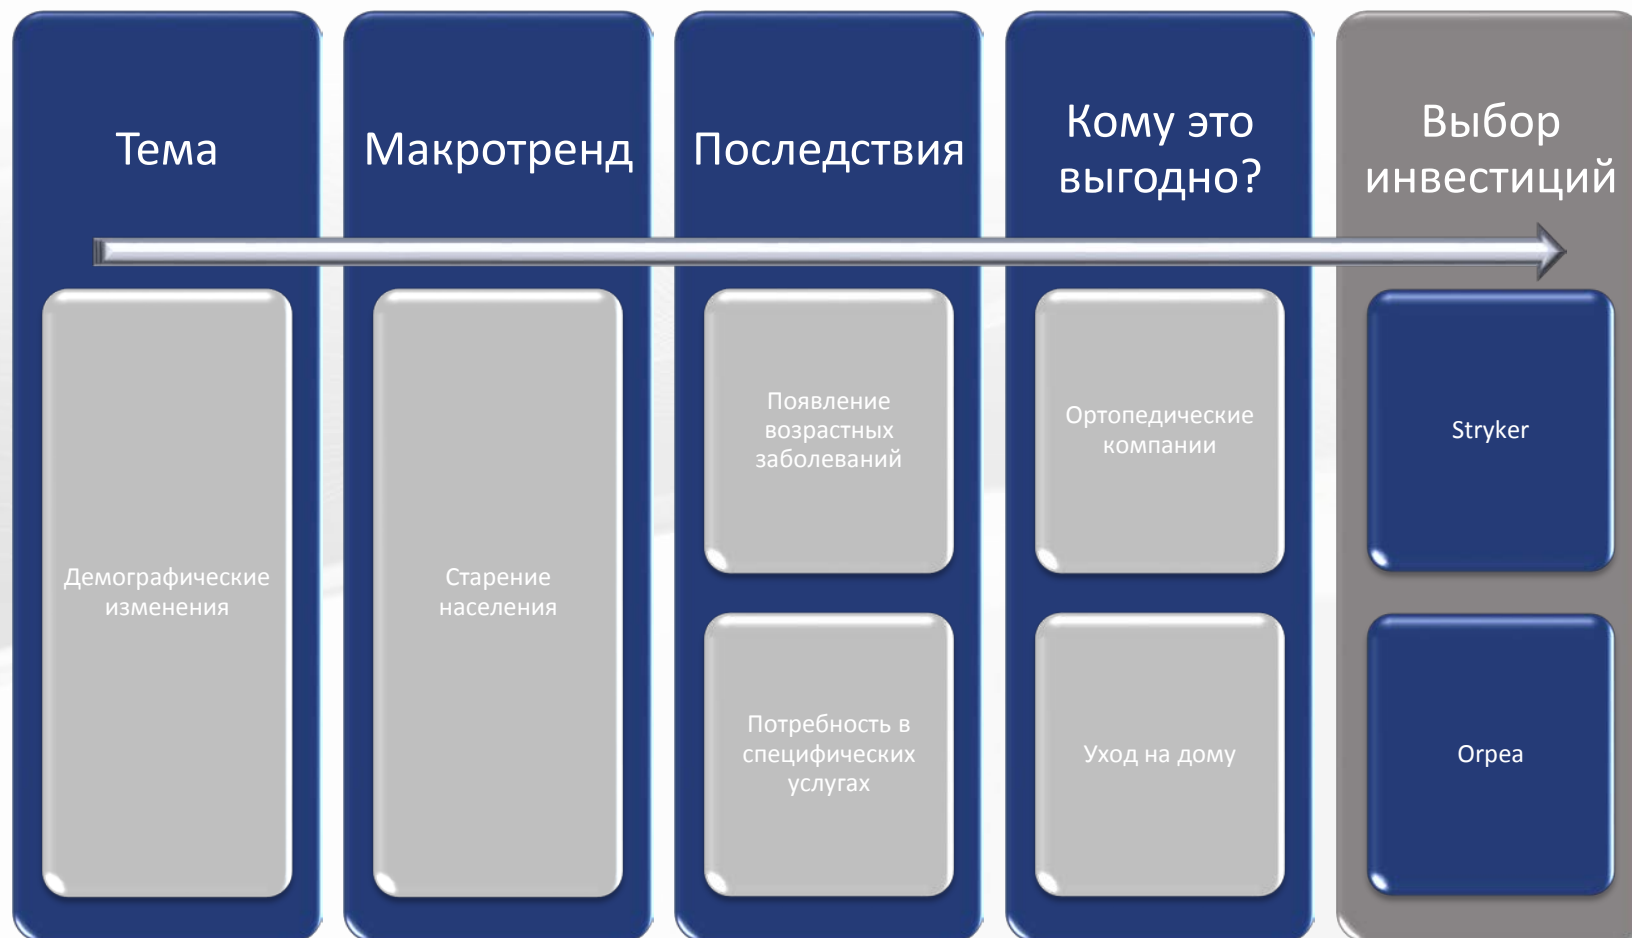 Тема
Макротренд
Последствия
Кому это
выгодно?
Выбор
инвестиций
Демографические
изменения
Старение
населения
Появление
возрастных
заболеваний
Потребность в
специфических
услугах
Ортопедические
компании
Уход на дому
Stryker
Orpea